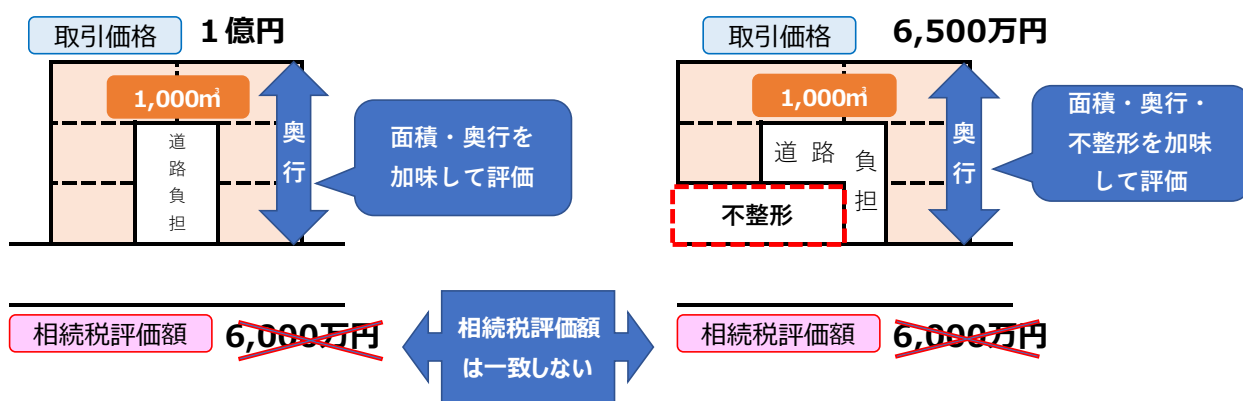 取引価格
1億円
1,000㎡
道路負担
奥行
面積・奥行を
加味して評価
相続税評価額
6,000万円
相続税評価額
は一致しない
取引価格
6,500万円
1,000㎡
道路負担
不整形
奥行
面積・奥行・
不整形を加味
して評価
相続税評価額
6,000万円